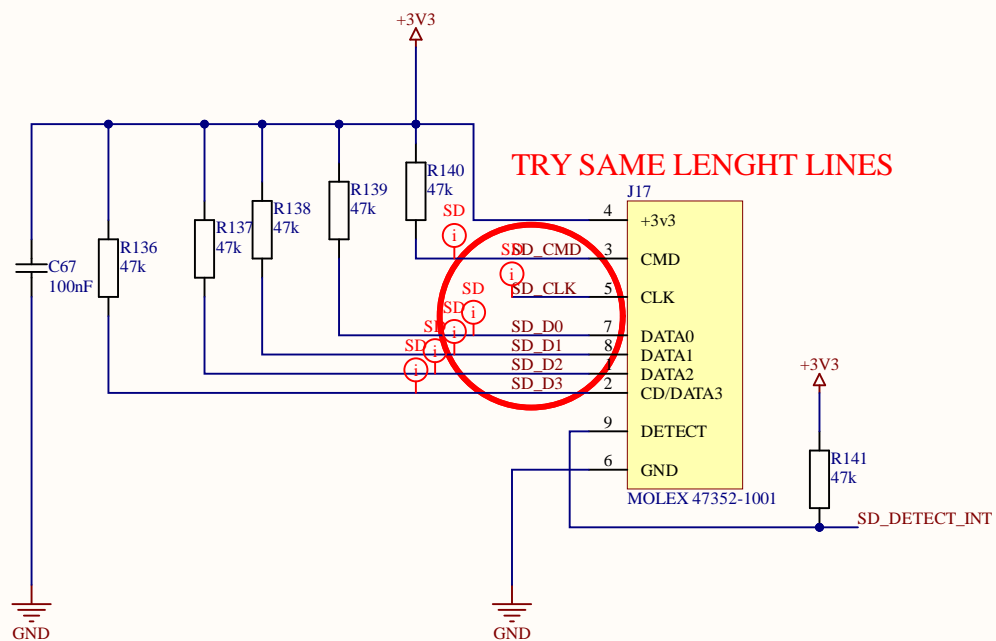 +3V3
TRY SAME LENGHT LINES
J17
R140
47k
R139
47k
R138
47k
R137
47k
R136
47k
C67
100nF
SD
SD
SD
SD
SD
i
i
i
i
i
i
SD_CMD
SD_CLK
SD_D0
SD_D1
SD_D2
SD_D3
4 +3v3
3 CMD
5 CLK
7 DATA0
8 DATA1
1 DATA2
2 CD/DATA3
9 DETECT
6 GND
MOLEX 47352-1001
+3V3
R141
47k
SD_DETECT_INT
GND
GND